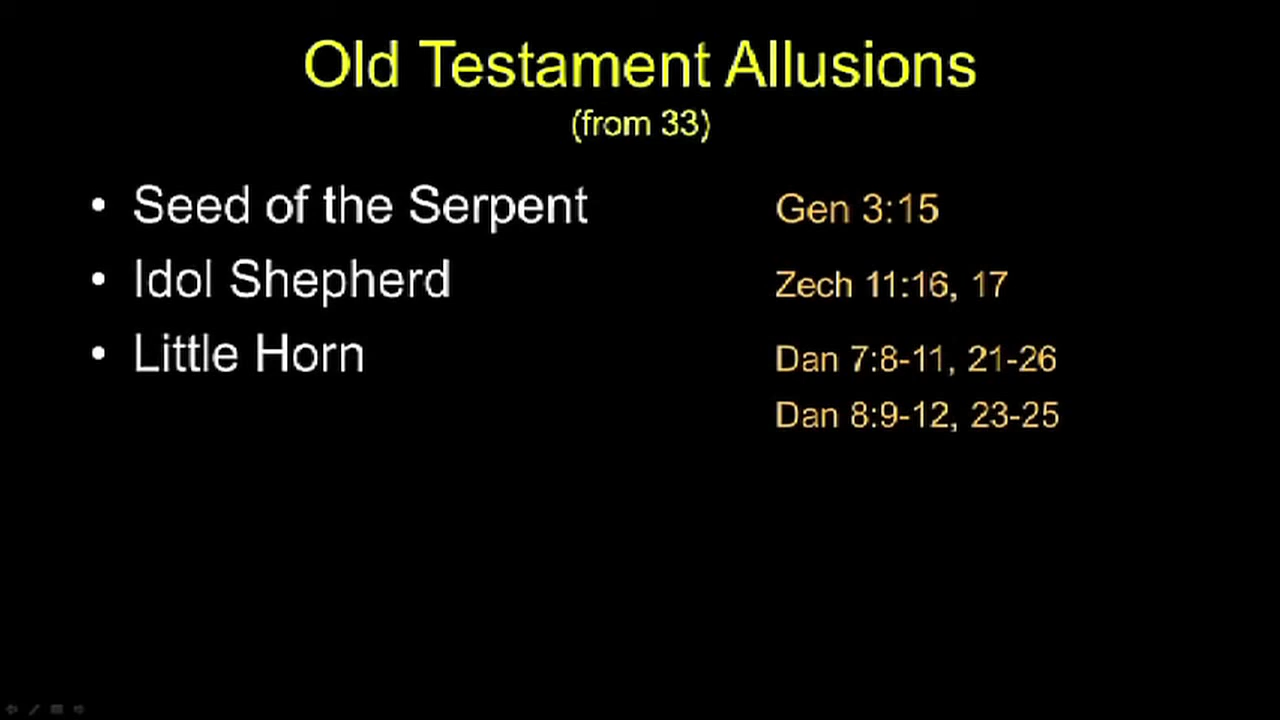 Old Testament Allusions
(from 33)
• Seed of the Serpent Gen 3:15
• Idol Shepherd Zech 11:16, 17
• Little Horn Dan 7:8-11, 21-26
Dan 8:9-12, 23-25